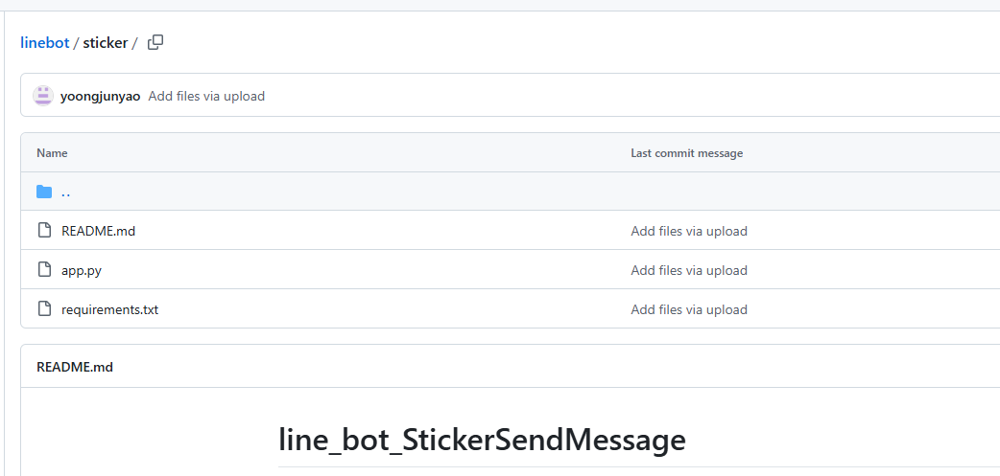 linebot / sticker /
yoongjunyao Add files via upload
Name Last commit message
..
README.md Add files via upload
app.py Add files via upload
requirements.txt Add files via upload
README.md
line_bot_StickerSendMessage